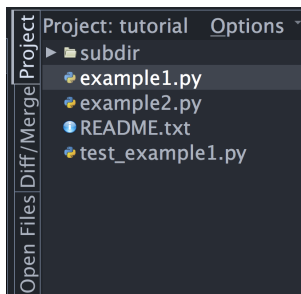 Project: tutorial Options
subdir
example1.py
example2.py
README.txt
test_example1.py
Project
Diff/Merge
Open Files